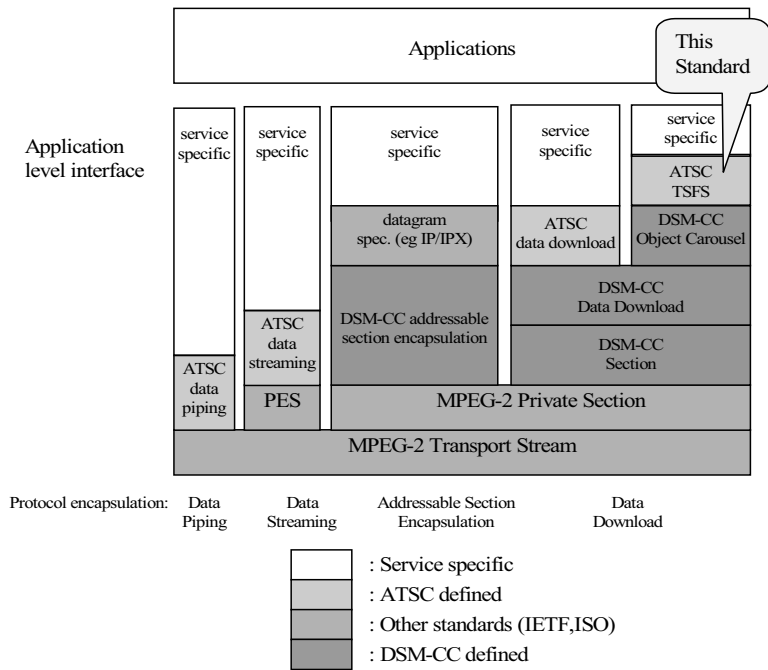 Applications
This
Standard
Application
level interface
service
specific
service
specific
service
specific
service
specific
service
specific
ATSC
TSFS
datagram
spec. (eg IP/IPX)
ATSC
data download
DSM-CC
Object Carousel
DSM-CC addressable
section encapsulation
DSM-CC
Data Download
ATSC
data
streaming
DSM-CC
Section
ATSC
data
piping
PES
MPEG-2 Private Section
MPEG-2 Transport Stream
Protocol encapsulation:
Data
Piping
Data
Streaming
Addressable Section
Encapsulation
Data
Download
: Service specific
: ATSC defined
: Other standards (IETF,ISO)
: DSM-CC defined